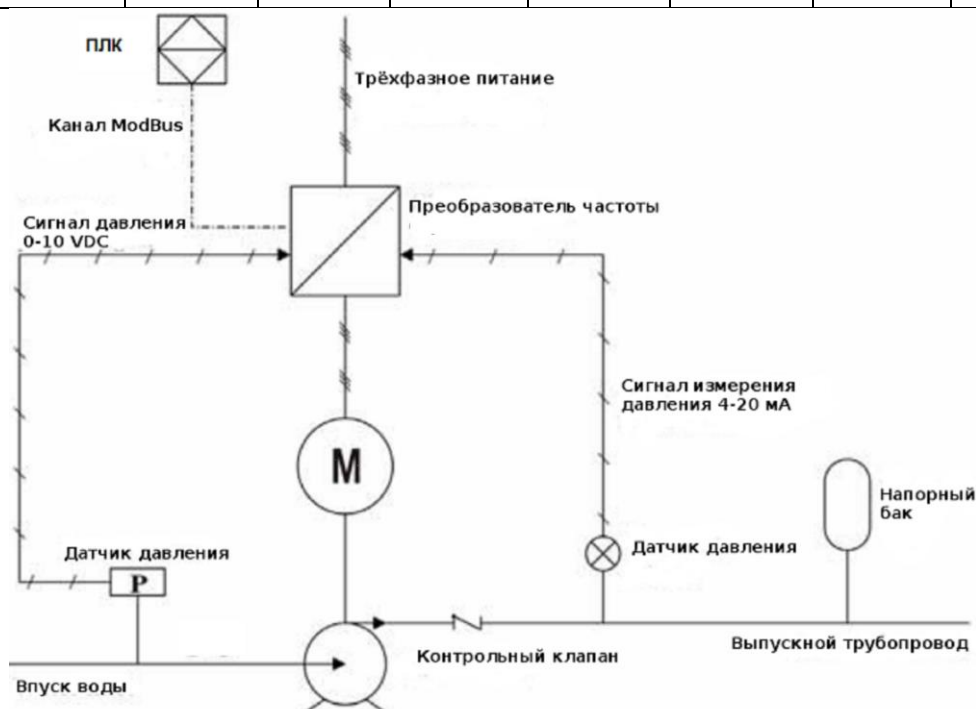 ПЛК
Трёхфазное питание
Канал ModBus
Преобразователь частоты
Сигнал давления
0-10 VDC
Сигнал измерения
давления 4-20 мА
M
Напорный
бак
Датчик давления
P
Датчик давления
Контрольный клапан
Выпускной трубопровод
Впуск воды